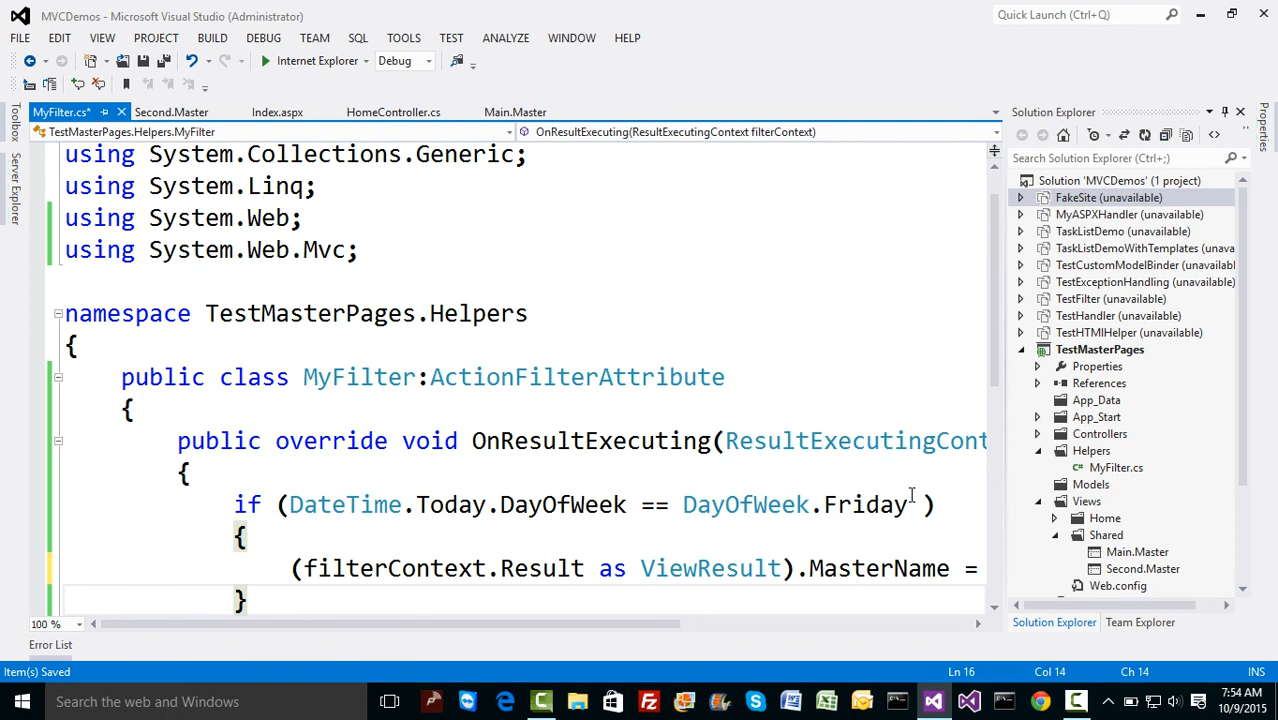 MVCDemos - Microsoft Visual Studio (Administrator)
Quick Launch (Ctrl+Q)
FILE EDIT VIEW PROJECT BUILD DEBUG TEAM SQL TOOLS TEST ANALYZE WINDOW HELP
Internet Explorer Debug
MyFilter.cs* Second.Master Index.aspx HomeController.cs Main.Master
TestMasterPages.Helpers.MyFilter OnResultExecuting(ResultExecutingContext filterContext)
using System.Collections.Generic;
using System.Linq;
using System.Web;
using System.Web.Mvc;
namespace TestMasterPages.Helpers
{
public class MyFilter:ActionFilterAttribute
{
public override void OnResultExecuting(ResultExecutingCont
{
if (DateTime.Today.DayOfWeek == DayOfWeek.Friday )
{
(filterContext.Result as ViewResult).MasterName =
}
100 %
Toolbox
Server Explorer
Solution Explorer
Search Solution Explorer (Ctrl+;)
Solution 'MVCDemos' (1 project)
FakeSite (unavailable)
MyASPXHandler (unavailable)
TaskListDemo (unavailable)
TaskListDemoWithTemplates (unava
TestCustomModelBinder (unavailabl
TestExceptionHandling (unavailable
TestFilter (unavailable)
TestHandler (unavailable)
TestHTMlHelper (unavailable)
TestMasterPages
Properties
References
App_Data
App_Start
Controllers
Helpers
MyFilter.cs
Models
Views
Home
Shared
Main.Master
Second.Master
Web.config
Solution Explorer Team Explorer
Properties
Error List
Item(s) Saved Ln 16 Col 14 Ch 14 INS
Search the web and Windows
7:54 AM
10/9/2015